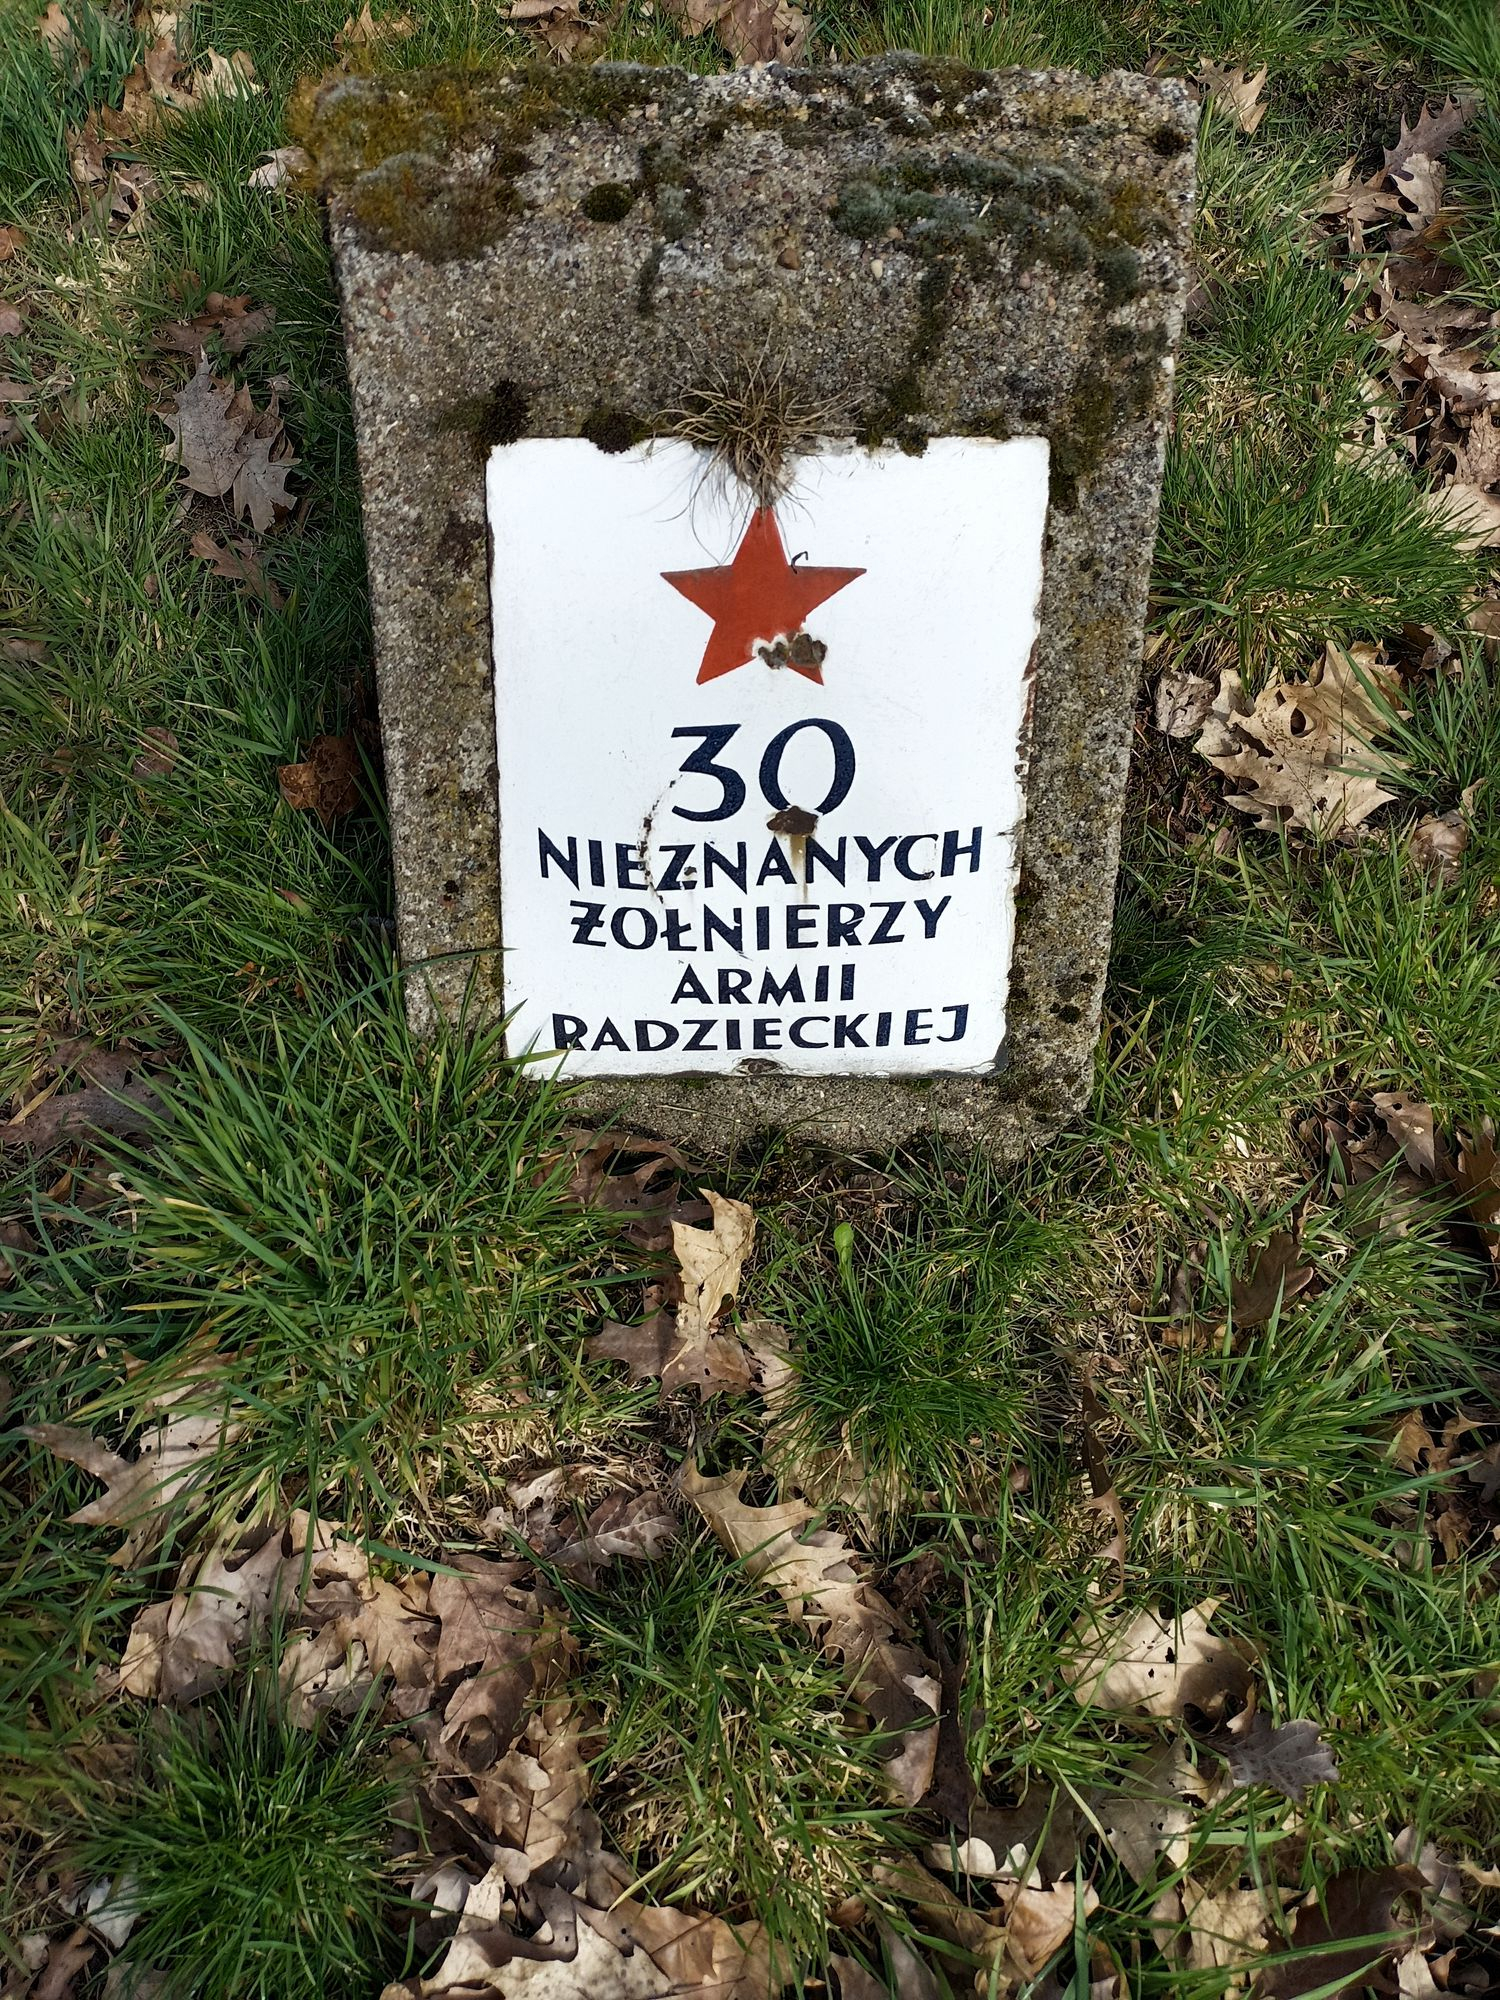 30
NIEZNANYCH
ŻOŁNIERZY
ARMII
RADZIECKIEJ